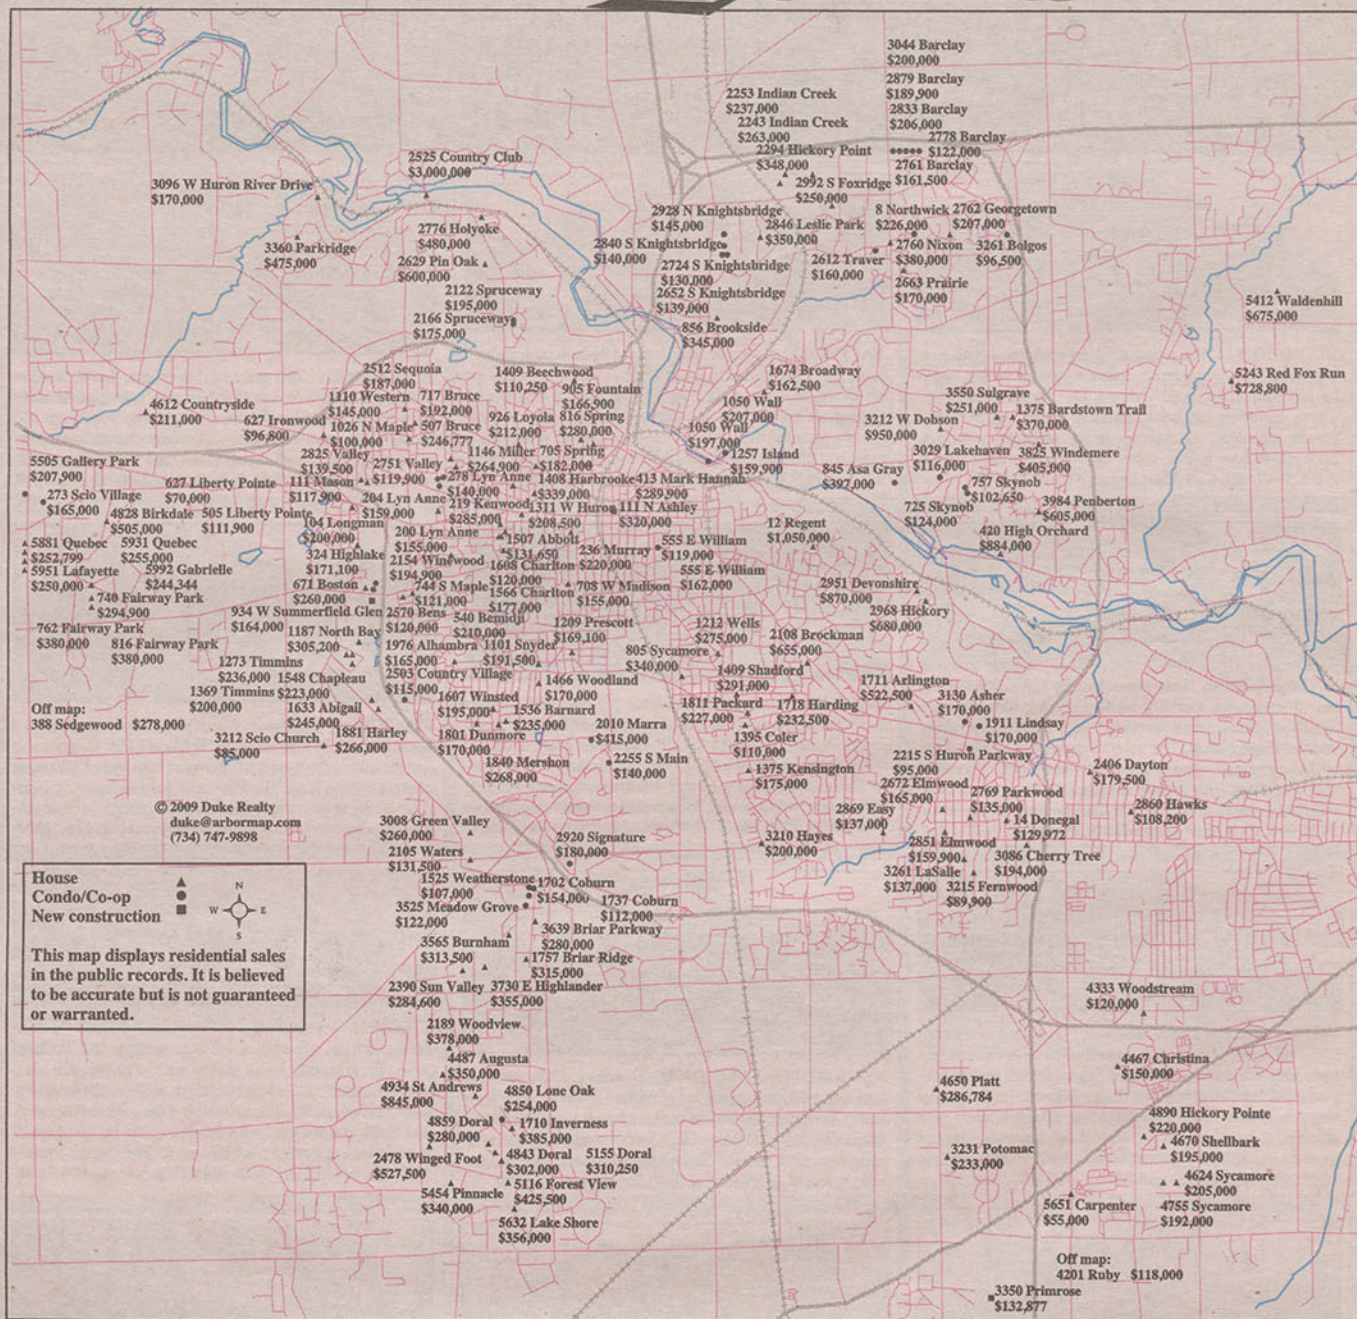 3044 Barclay
$200,000
2879 Barclay
$189,900
2833 Barclay
$206,000
2778 Barclay
$122,000
2761 Barclay
$161,500
2253 Indian Creek
$237,000
2243 Indian Creek
$263,000
2294 Hickory Point
$348,000
2992 S Foxridge
$250,000
2525 Country Club
$3,000,000
3096 W Huron River Drive
$170,000
2928 N Knightsbridge
$145,000
2846 Leslie Park
$350,000
8 Northwick
$226,000
2762 Georgetown
$207,000
3360 Parkridge
$475,000
2776 Holyoke
$480,000
2840 S Knightsbridge
$140,000
2760 Nixon
$380,000
3261 Bolgos
$96,500
2629 Pin Oak
$600,000
2724 S Knightsbridge
$130,000
2612 Traver
$160,000
2663 Prairie
$170,000
2122 Spruceway
$195,000
2652 S Knightsbridge
$139,000
5412 Waldenhill
$675,000
2166 Spruceway
$175,000
856 Brookside
$345,000
2512 Sequoia
$187,000
1409 Beechwood
$110,250
1674 Broadway
$162,500
5243 Red Fox Run
$728,800
1110 Western
$145,000
717 Bruce
$192,000
905 Fountain
$166,900
3550 Sulgrave
$251,000
4612 Countryside
$211,000
627 Ironwood
$96,800
1026 N Maple
$100,000
507 Bruce
$246,777
926 Loyola
$212,000
816 Spring
$280,000
1050 Wall
$207,000
3212 W Dobson
$950,000
1375 Bardstown Trail
$370,000
1050 Wall
$197,000
2825 Valley
$139,500
2751 Valley
$119,900
1146 Miller
$264,900
705 Spring
$182,000
1257 Island
$159,900
3029 Lakehaven
$116,000
3825 Windemere
$405,000
5505 Gallery Park
$207,900
845 Asa Gray
$397,000
111 Mason
$117,900
278 Lyn Anne
$140,000
1408 Harbrooke
$339,000
413 Mark Hannah
$289,900
757 Skynob
$102,650
273 Scio Village
$165,000
627 Liberty Pointe
$70,000
204 Lyn Anne
$159,000
219 Kenwood
$285,000
1311 W Huron
$208,500
111 N Ashley
$320,000
725 Skynob
$124,000
3984 Penberton
$605,000
4828 Birkdale
$505,000
505 Liberty Pointe
$111,900
104 Longman
$200,000
200 Lyn Anne
$155,000
1507 Abbott
$131,650
12 Regent
$1,050,000
420 High Orchard
$884,000
5881 Quebec
$252,799
5931 Quebec
$255,000
324 Highlake
$171,100
2154 Winewood
$194,900
1608 Charlton
$120,000
236 Murray
$220,000
555 E William
$119,000
5951 Lafayette
$250,000
5992 Gabrielle
$244,344
671 Boston
$260,000
744 S Maple
$121,000
1566 Charlton
$177,000
708 W Madison
$155,000
555 E William
$162,000
2951 Devonshire
$870,000
740 Fairway Park
$294,900
934 W Summerfield Glen
$164,000
2570 Bens
$120,000
540 Bemidji
$210,000
1209 Prescott
$169,100
1212 Wells
$275,000
2968 Hickory
$680,000
762 Fairway Park
$380,000
816 Fairway Park
$380,000
1187 North Bay
$305,200
1976 Alhambra
$165,000
1101 Snyder
$191,500
805 Sycamore
$340,000
2108 Brockman
$655,000
1273 Timmins
$236,000
1548 Chapleau
$223,000
2503 Country Village
$115,000
1466 Woodland
$170,000
1409 Shadford
$291,000
1711 Arlington
$522,500
1369 Timmins
$200,000
1633 Abigail
$245,000
1607 Winsted
$195,000
1536 Barnard
$235,000
1811 Packard
$227,000
1718 Harding
$232,500
3130 Asher
$170,000
Off map:
388 Sedgewood $278,000
1911 Lindsay
$170,000
3212 Scio Church
$85,000
1881 Harley
$266,000
1801 Dunmore
$170,000
2010 Marra
$415,000
1395 Coler
$110,000
1840 Mershon
$268,000
2255 S Main
$140,000
2215 S Huron Parkway
$95,000
1375 Kensington
$175,000
2406 Dayton
$179,500
2672 Elmwood
$165,000
2769 Parkwood
$135,000
© 2009 Duke Realty
duke@arbormap.com
(734) 747-9898
2869 Easy
$137,000
14 Donegal
$129,972
2860 Hawks
$108,200
3008 Green Valley
$260,000
2920 Signature
$180,000
3210 Hayes
$200,000
2851 Elmwood
$159,900
2105 Waters
$131,500
3086 Cherry Tree
$194,000
3261 LaSalle
$137,000
1525 Weatherstone
$107,000
1702 Coburn
$154,000
3215 Fernwood
$89,900
House
Condo/Co-op
New construction
N
W
E
S
This map displays residential sales
in the public records. It is believed
to be accurate but is not guaranteed
or warranted.
1737 Coburn
$112,000
3525 Meadow Grove
$122,000
3639 Briar Parkway
$280,000
3565 Burnham
$313,500
1757 Briar Ridge
$315,000
2390 Sun Valley
$284,600
3730 E Highlander
$355,000
4333 Woodstream
$120,000
2189 Woodview
$378,000
4487 Augusta
$350,000
4467 Christina
$150,000
4934 St Andrews
$845,000
4850 Lone Oak
$254,000
4650 Platt
$286,784
4859 Doral
$280,000
1710 Inverness
$385,000
4890 Hickory Pointe
$220,000
4670 Shellbark
$195,000
2478 Winged Foot
$527,500
4843 Doral
$302,000
5155 Doral
$310,250
3231 Potomac
$233,000
4624 Sycamore
$205,000
5454 Pinnacle
$340,000
5116 Forest View
$425,500
5651 Carpenter
$55,000
4755 Sycamore
$192,000
5632 Lake Shore
$356,000
Off map:
4201 Ruby $118,000
3350 Primrose
$132,877